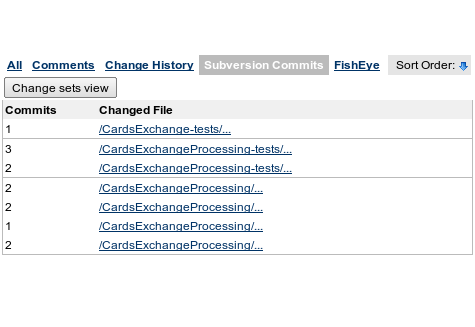 All Comments Change History Subversion Commits FishEye Sort Order:
Change sets view
Commits Changed File
1 /CardsExchange-tests/...
3 /CardsExchangeProcessing-tests/...
2 /CardsExchangeProcessing-tests/...
2 /CardsExchangeProcessing/...
2 /CardsExchangeProcessing/...
1 /CardsExchangeProcessing/...
2 /CardsExchangeProcessing/...